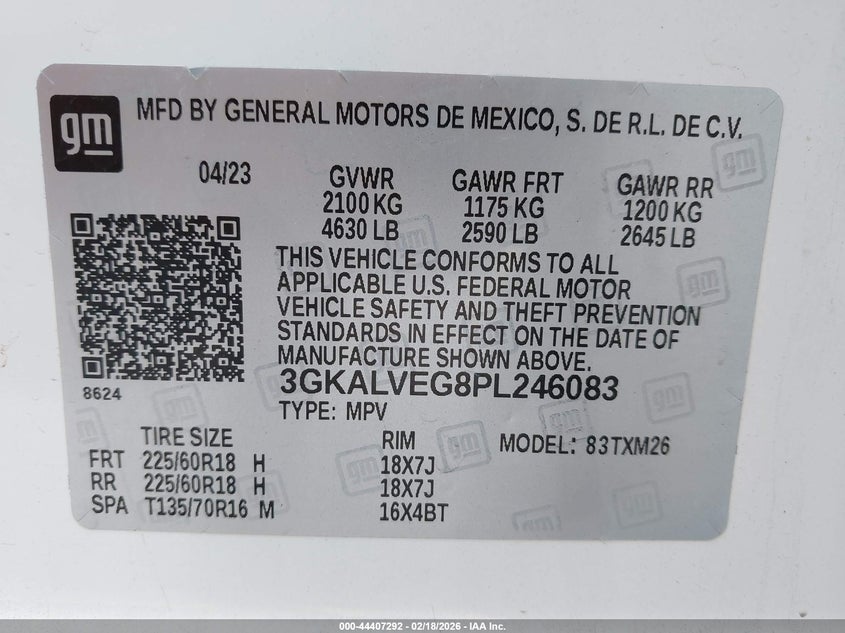 gm
MFD BY GENERAL MOTORS DE MEXICO, S. DE R.L. DE C.V.
04/23 GVWR GAWR FRT GAWR RR
2100 KG 1175 KG 1200 KG
4630 LB 2590 LB 2645 LB
THIS VEHICLE CONFORMS TO ALL
APPLICABLE U.S. FEDERAL MOTOR
VEHICLE SAFETY AND THEFT PREVENTION
STANDARDS IN EFFECT ON THE DATE OF
MANUFACTURE SHOWN ABOVE.
8624
3GKALVEG8PL246083
TYPE: MPV
TIRE SIZE RIM MODEL: 83TXM26
FRT 225/60R18 H 18X7J
RR 225/60R18 H 18X7J
SPA T135/70R16 M 16X4BT
000-44407292 - 02/18/2026 - IAA Inc.